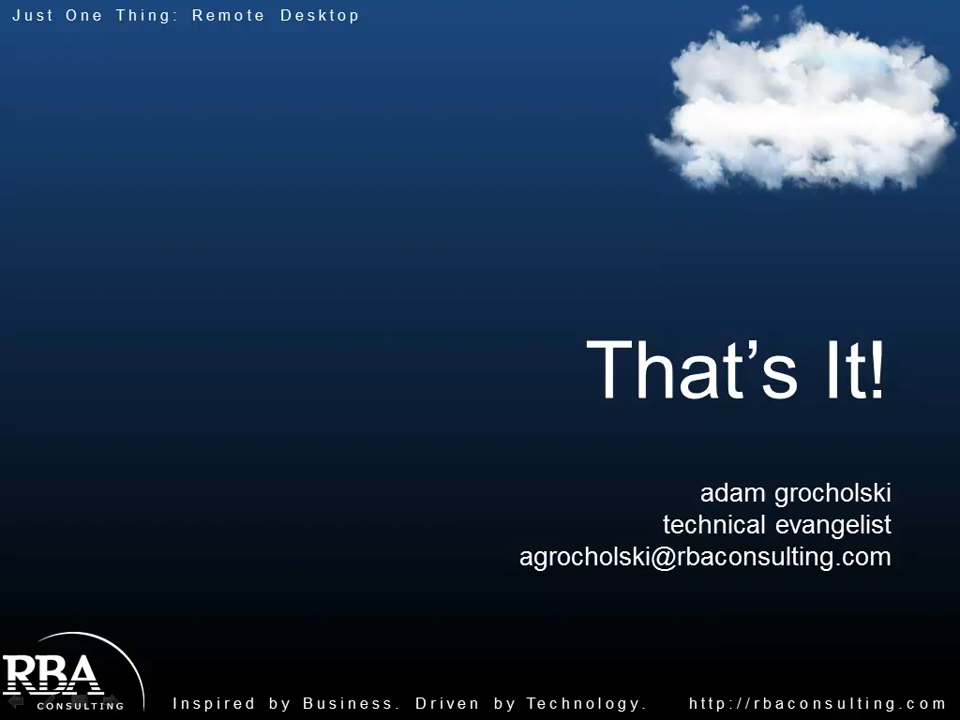 Just One Thing: Remote Desktop
That's It!
adam grocholski
technical evangelist
agrocholski@rbaconsulting.com
RBA
CONSULTING
Inspired by Business. Driven by Technology. http://rbaconsulting.com